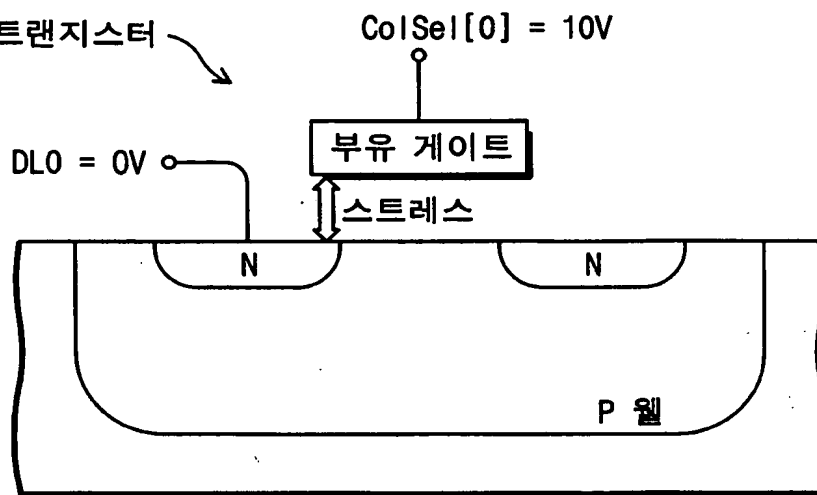 트랜지스터
ColSel[0] = 10V
부유 게이트
DL0 = 0V
스트레스
N
N
P 웰